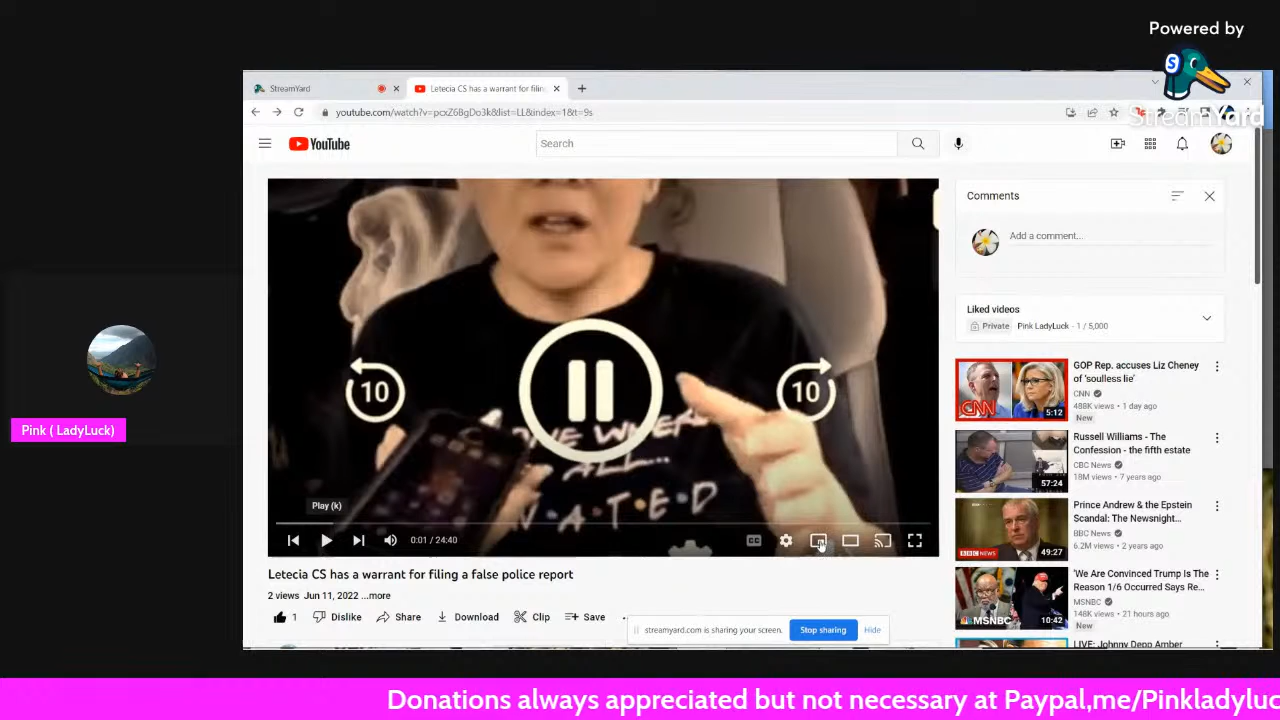 Powered by
StreamYard
StreamYard
Letecia CS has a warrant for filin
youtube.com/watch?v=pcxZ6BgDo3k&list=LL&index=1&t=9s
YouTube
Search
Comments
Add a comment...
Liked videos
Private Pink LadyLuck · 1 / 5,000
GOP Rep. accuses Liz Cheney
of 'soulless lie'
CNN
488K views • 1 day ago
New
CNN
5:12
Russell Williams - The
Confession - the fifth estate
CBC News
18M views • 7 years ago
57:24
Prince Andrew & the Epstein
Scandal: The Newsnight...
BBC News
6.2M views • 2 years ago
BBC NEWS
49:27
'We Are Convinced Trump Is The
Reason 1/6 Occurred Says Re...
MSNBC
148K views • 21 hours ago
New
MSNBC
10:42
LIVE: Johnny Depp Amber
10
10
WHEN
ALL...
N•A•T•E•D
Play (k)
0:01 / 24:40
CC
Letecia CS has a warrant for filing a false police report
2 views Jun 11, 2022 ...more
1 Dislike Share Download Clip Save
streamyard.com is sharing your screen. Stop sharing Hide
Pink ( LadyLuck)
Donations always appreciated but not necessary at Paypal,me/Pinkladyluc